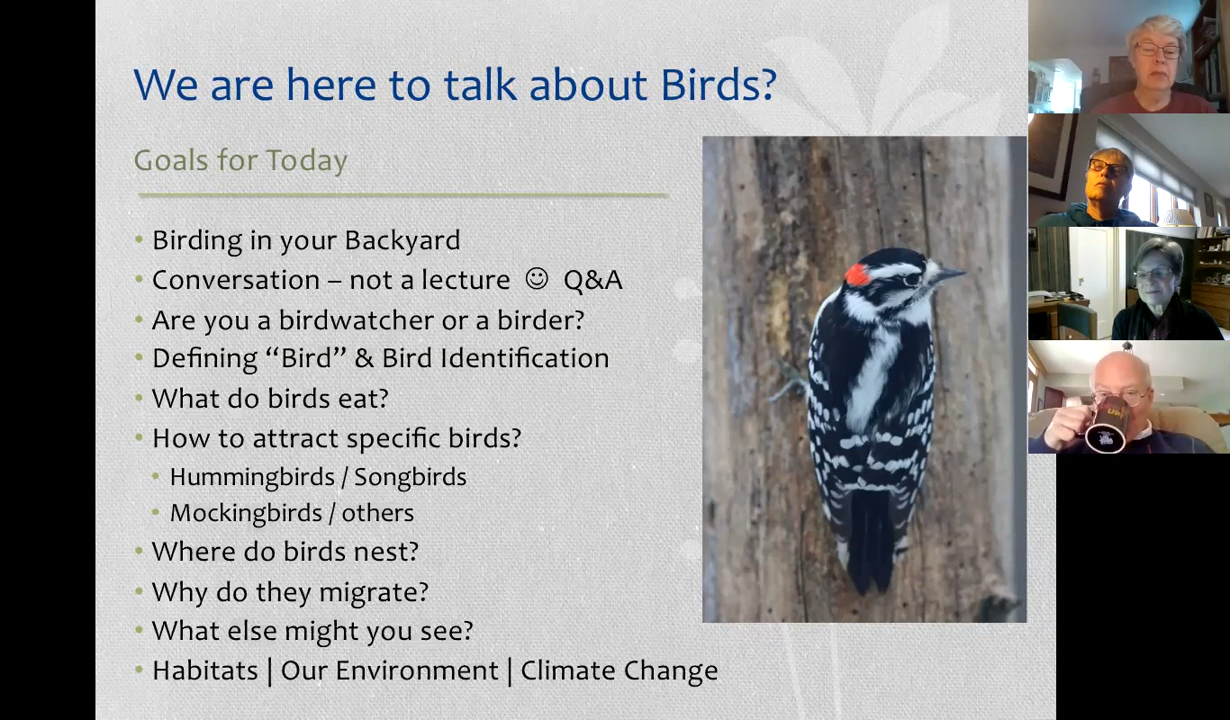 We are here to talk about Birds?
Goals for Today
• Birding in your Backyard
• Conversation – not a lecture ☺ Q&A
• Are you a birdwatcher or a birder?
• Defining “Bird” & Bird Identification
• What do birds eat?
• How to attract specific birds?
• Hummingbirds / Songbirds
• Mockingbirds / others
• Where do birds nest?
• Why do they migrate?
• What else might you see?
• Habitats | Our Environment | Climate Change